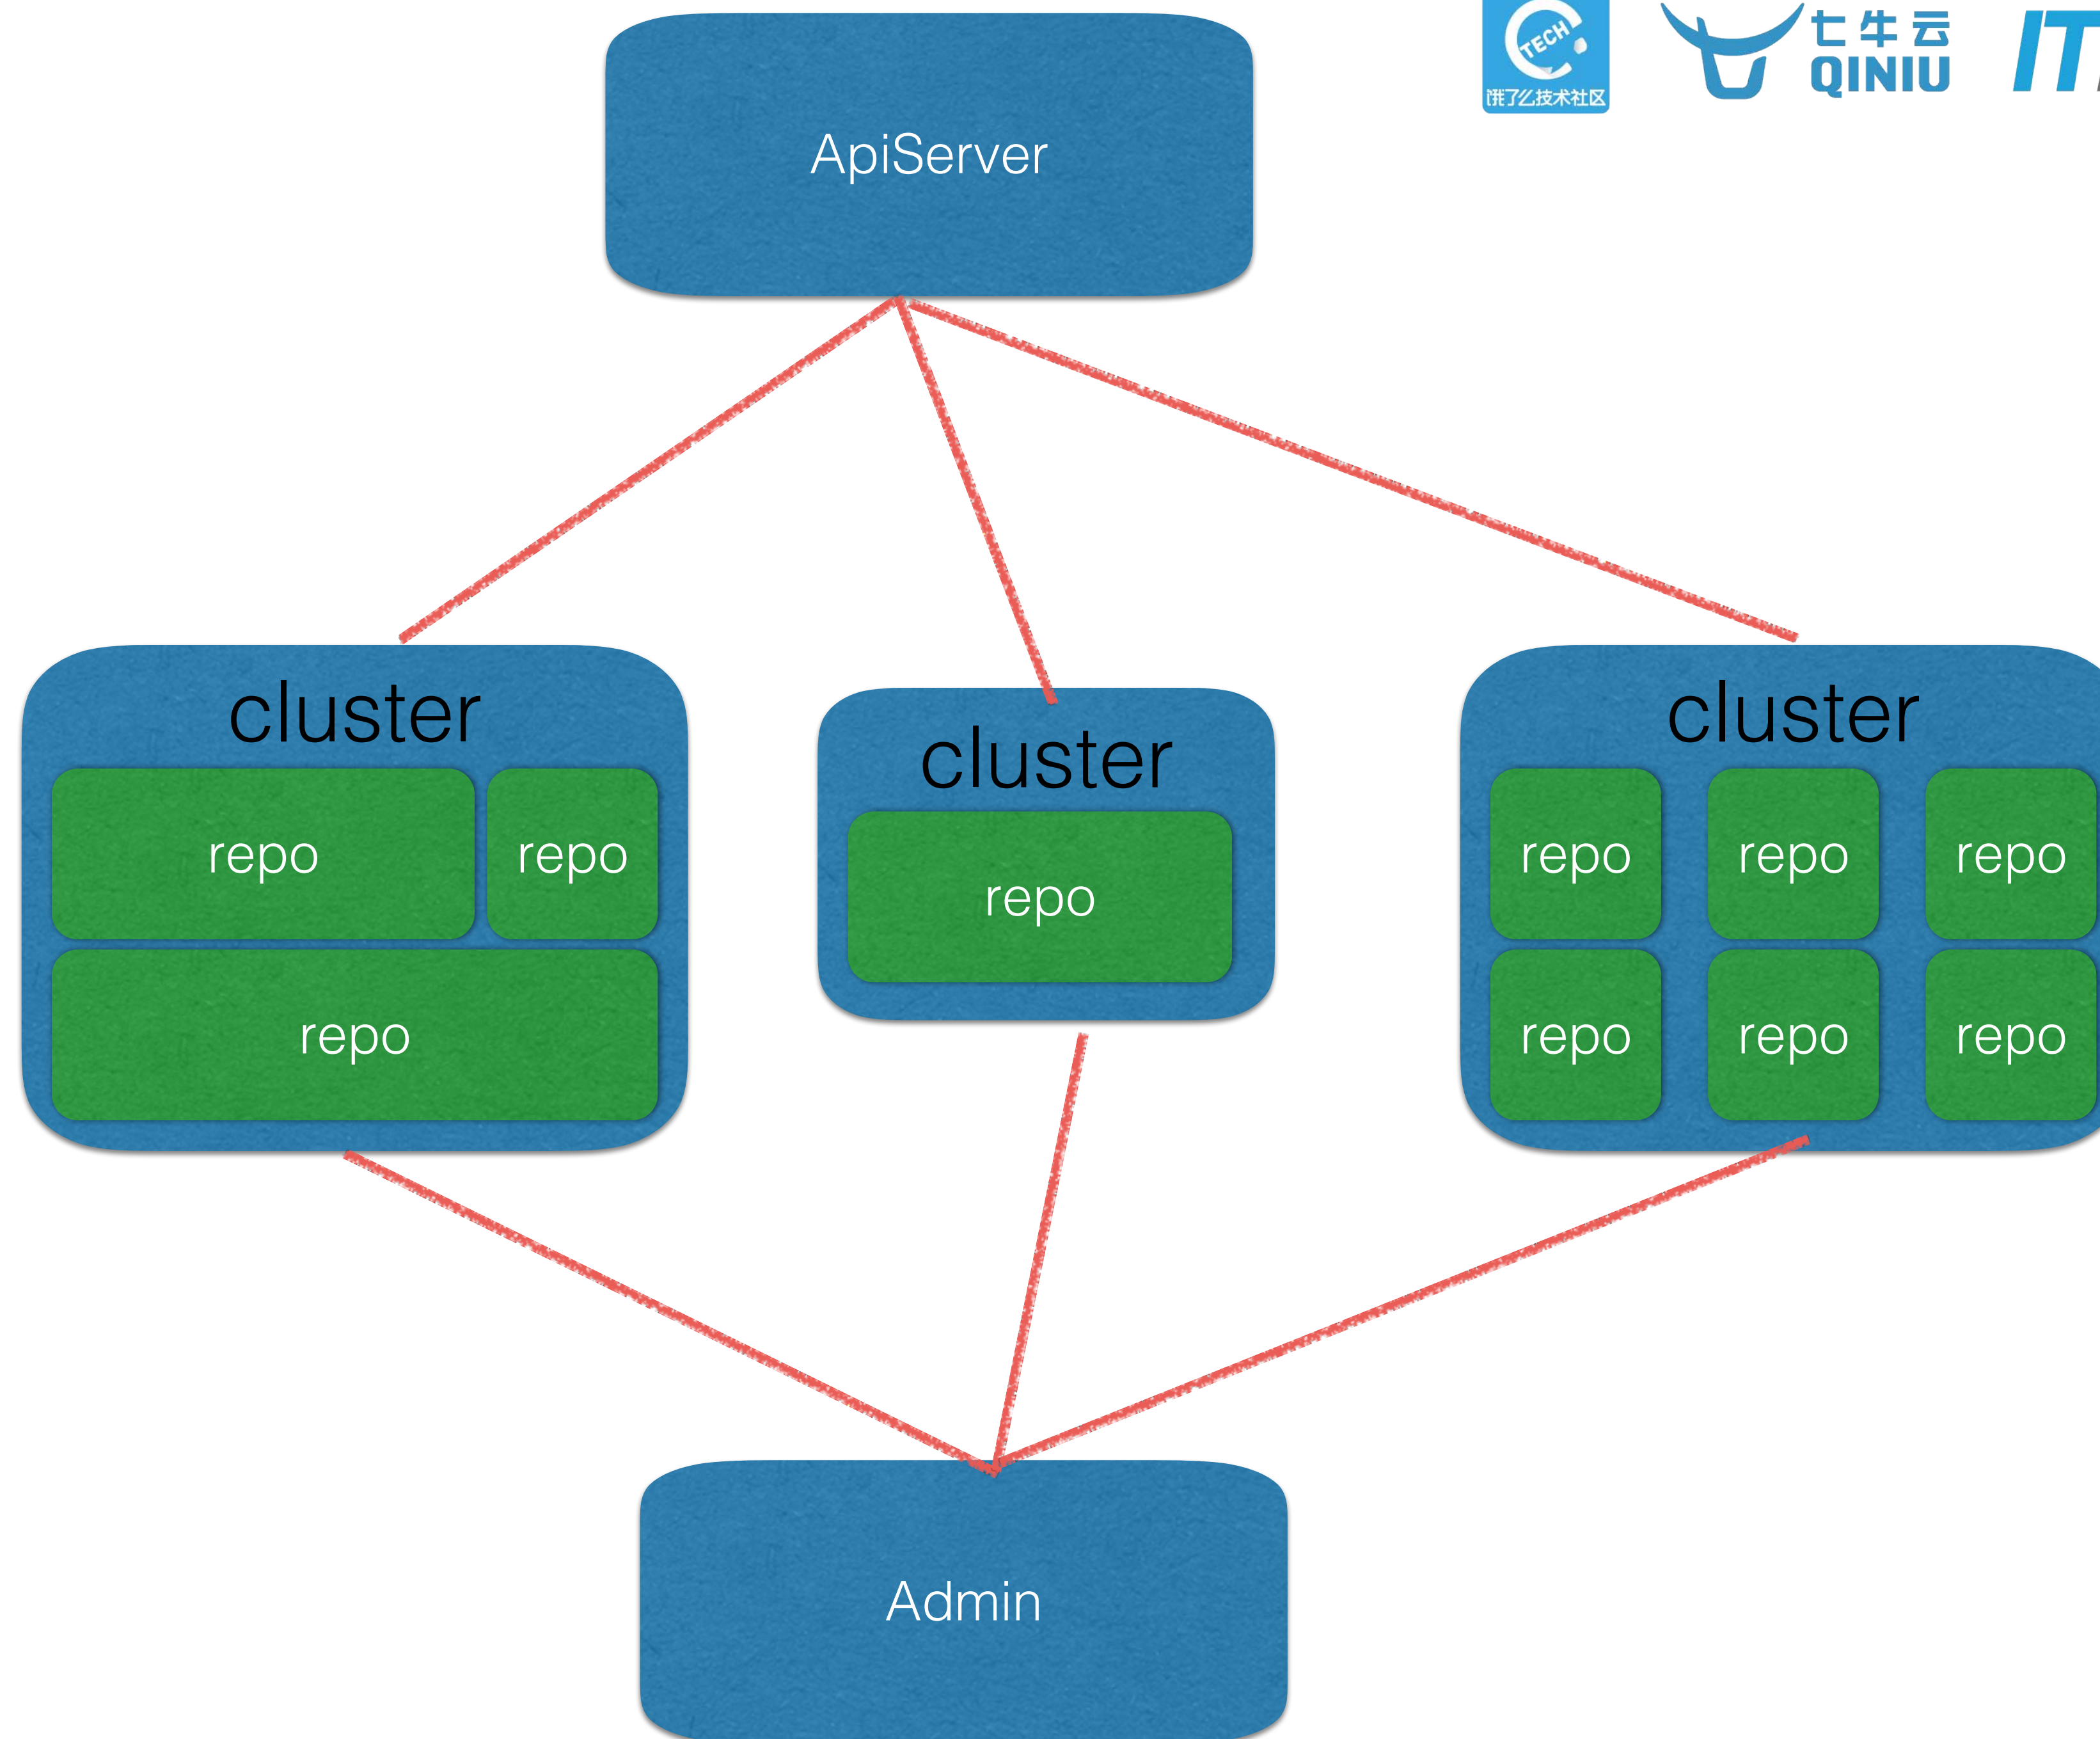 TECH
饿了么技术社区
七牛云
QINIU
ApiServer
cluster
cluster
cluster
repo
repo
repo
repo
repo
repo
repo
repo
repo
repo
Admin